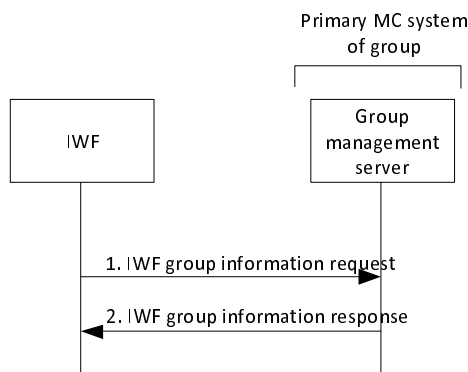 Primary MC system
of group
IWF
Group
management
server
1. IWF group information request
2. IWF group information response